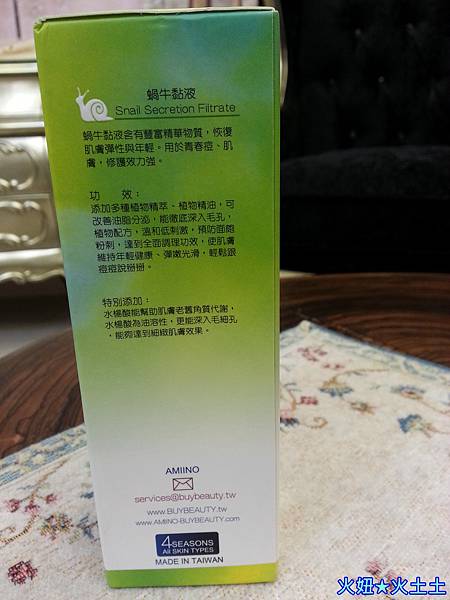 蝸牛黏液
Snail Secretion Filtrate
蝸牛黏液含有豐富精華物質，恢復
肌膚彈性與年輕。用於青春痘、肌
膚，修護效力強。
功　效：
添加多種植物精萃、植物精油，可
改善油脂分泌，能徹底深入毛孔，
植物配方，溫和低刺激，預防面皰
粉刺，達到全面調理功效，使肌膚
維持年輕健康、彈嫩光滑，輕鬆跟
痘痘說掰掰。
特別添加：
水楊酸能幫助肌膚老舊角質代謝，
水楊酸為油溶性，更能深入毛細孔
，能夠達到細緻肌膚效果。
AMIINO
services@buybeauty.tw
www.BUYBEAUTY.tw
www.AMIINO-BUYBEAUTY.com
4 SEASONS
All SKIN TYPES
MADE IN TAIWAN
火妞★火土土